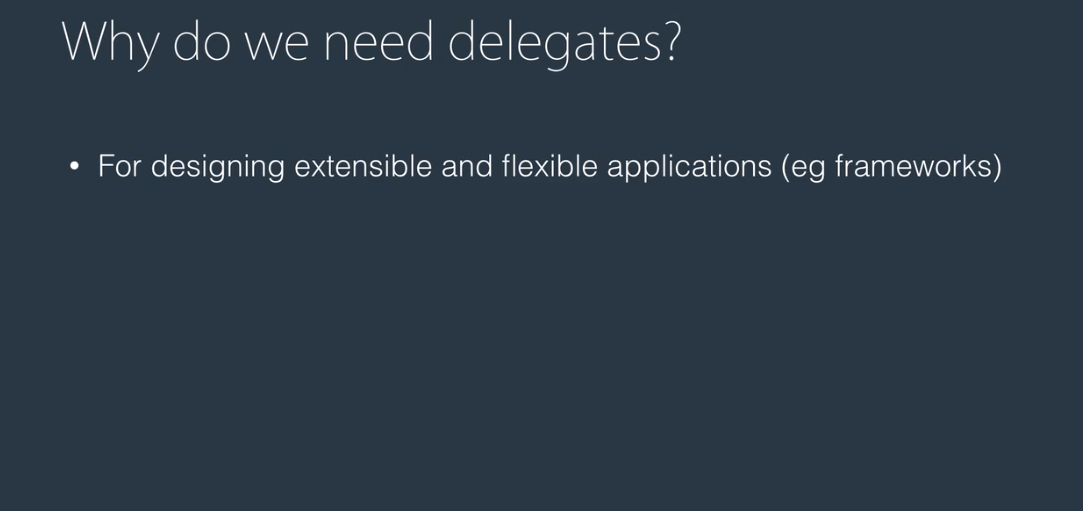 Why do we need delegates?
• For designing extensible and flexible applications (eg frameworks)